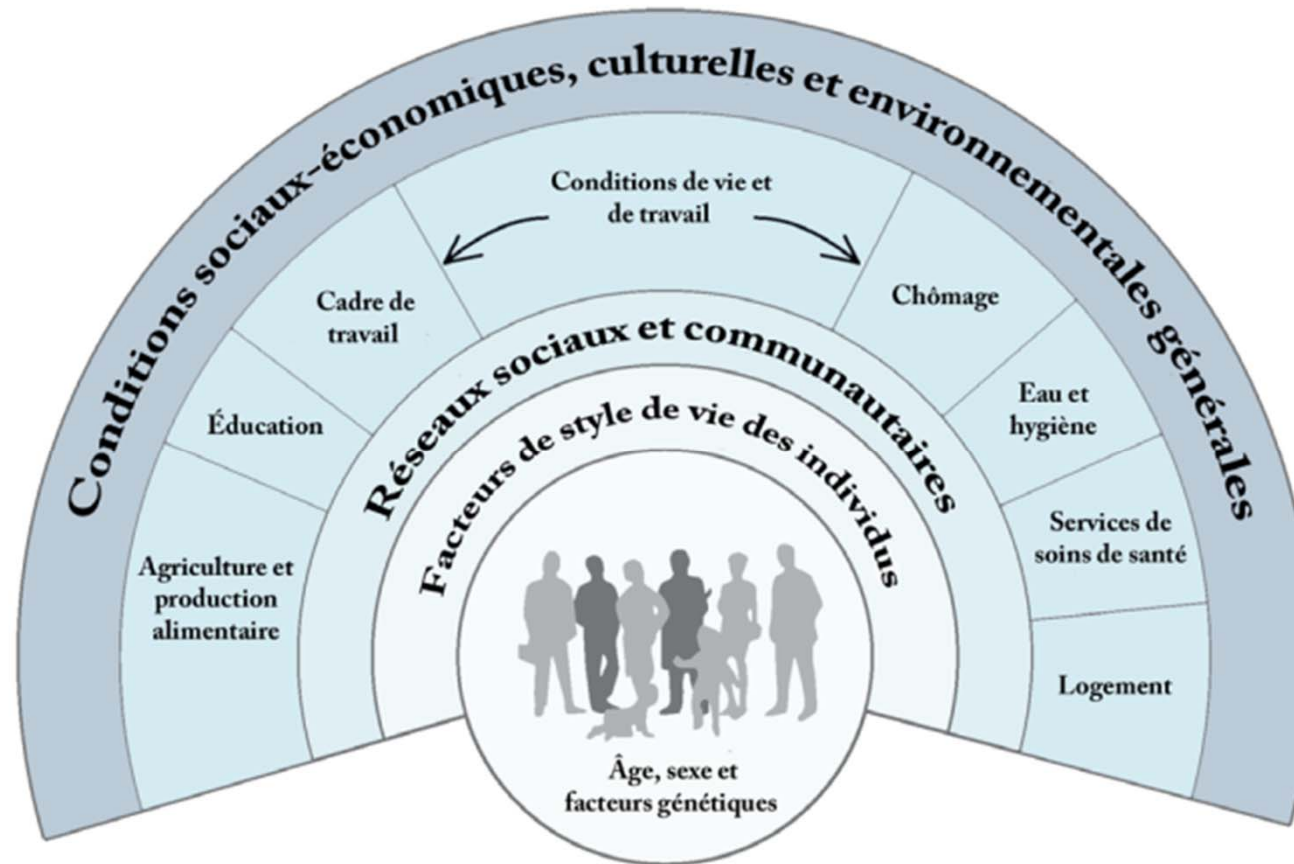 Conditions sociaux-économiques, culturelles et environnementales générales
Conditions de vie et
de travail
Cadre de
travail
Chômage
Éducation
Eau et
hygiène
Agriculture et
production
alimentaire
Services de
soins de santé
Logement
Réseaux sociaux et communautaires
Facteurs de style de vie des individus
Âge, sexe et
facteurs génétiques